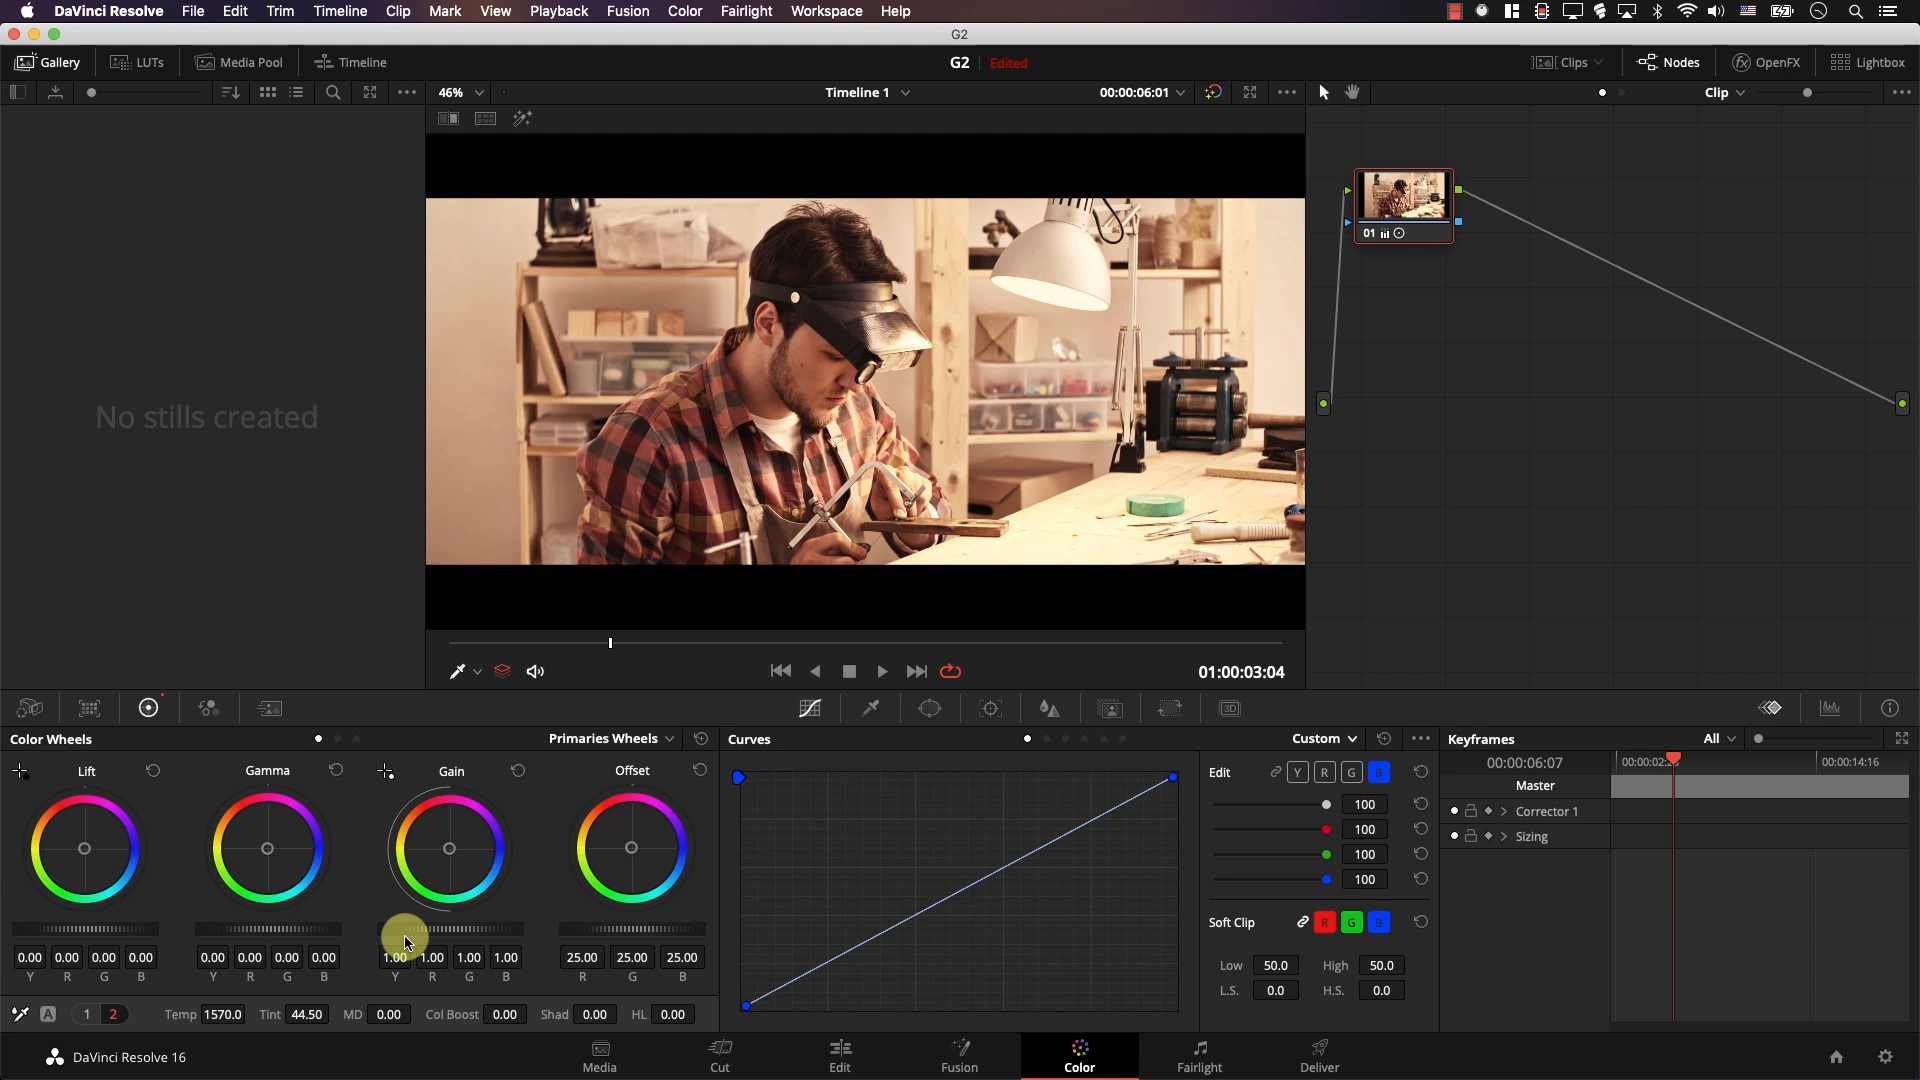 DaVinci Resolve File Edit Trim Timeline Clip Mark View Playback Fusion Color Fairlight Workspace Help
G2
Gallery LUTs Media Pool Timeline G2 Edited Clips Nodes OpenFX Lightbox
46% Timeline 1 00:00:06:01 Clip
01
No stills created
01:00:03:04
3D
Color Wheels Primaries Wheels Curves Custom Keyframes All
Lift Gamma Gain Offset
Edit Y R G B
00:00:06:07 00:00:02:2 00:00:14:16
Master
100
Corrector 1
100
Sizing
100
100
Soft Clip R G B
0.00 0.00 0.00 0.00 0.00 0.00 0.00 0.00 1.00 1.00 1.00 1.00 25.00 25.00 25.00
Y R G B Y R G B Y R G B R G B
Low 50.0 High 50.0
L.S. 0.0 H.S. 0.0
A 1 2 Temp 1570.0 Tint 44.50 MD 0.00 Col Boost 0.00 Shad 0.00 HL 0.00
DaVinci Resolve 16
Media Cut Edit Fusion Color Fairlight Deliver